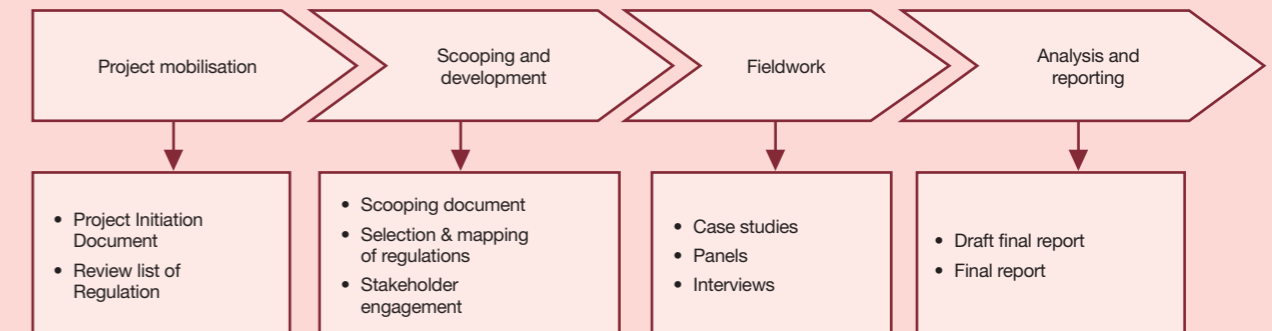 Project mobilisation
Scooping and
development
Fieldwork
Analysis and
reporting
• Project Initiation
Document
• Review list of
Regulation
• Scooping document
• Selection & mapping
of regulations
• Stakeholder
engagement
• Case studies
• Panels
• Interviews
• Draft final report
• Final report